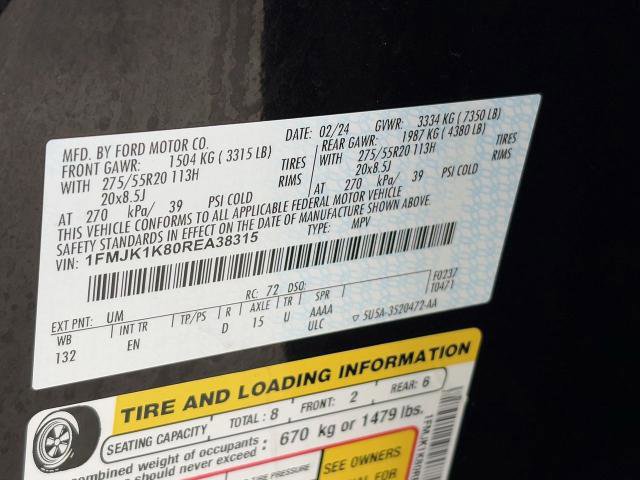 MFD. BY FORD MOTOR CO.
DATE: 02/24 GVWR: 3334 KG ( 7350 LB)
FRONT GAWR: 1504 KG ( 3315 LB) REAR GAWR: 1987 KG ( 4380 LB)
WITH 275/55R20 113H TIRES WITH 275/55R20 113H TIRES
20x8.5J RIMS 20x8.5J RIMS
AT 270 kPa/ 39 PSI COLD AT 270 kPa/ 39 PSI COLD
THIS VEHICLE CONFORMS TO ALL APPLICABLE FEDERAL MOTOR VEHICLE
SAFETY STANDARDS IN EFFECT ON THE DATE OF MANUFACTURE SHOWN ABOVE.
VIN: 1FMJK1K80REA38315 TYPE: MPV
F0237
T0471
EXT PNT: UM RC: 72 DSO:
WB INT TR TP/PS R AXLE TR SPR
132 EN D 15 U AAAA
ULC ▽ 5U5A-3520472-AA
TIRE AND LOADING INFORMATION
SEATING CAPACITY TOTAL : 8 FRONT: 2 REAR: 6
combined weight of occupants
should never exceed : 670 kg or 1479 lbs.
TIRE PRESSURE
SEE OWNERS
FOR